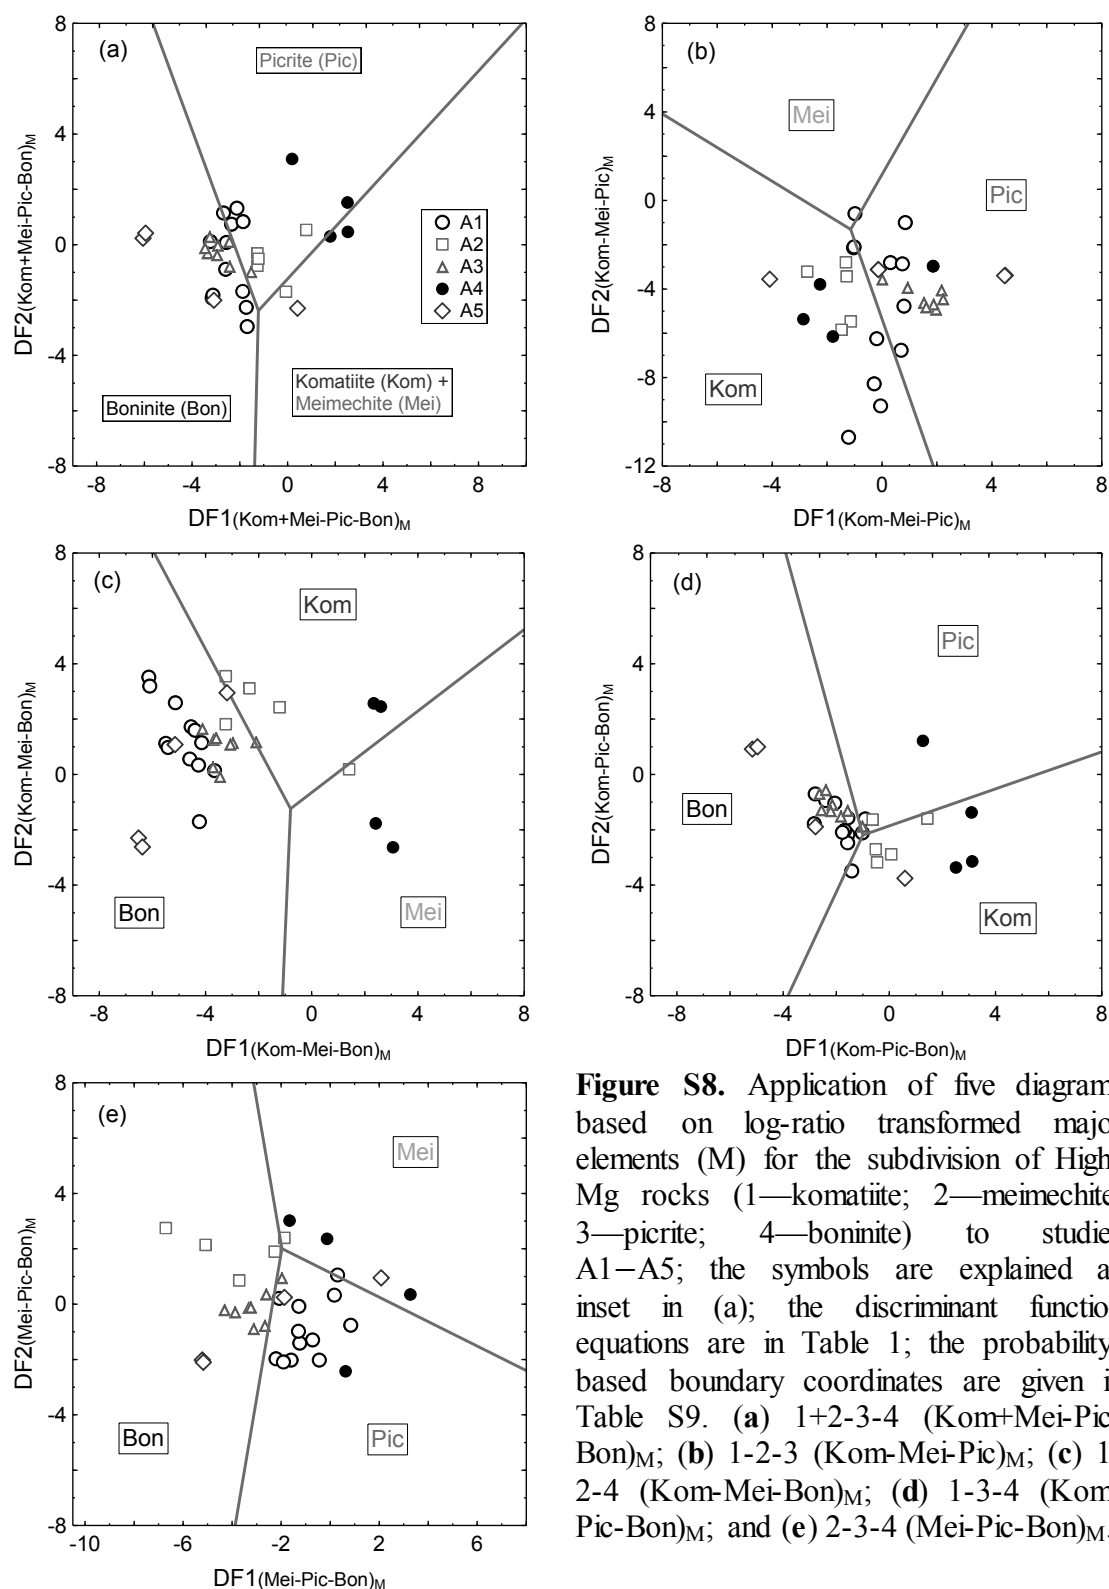 (a)
Picrite (Pic)
A1
A2
A3
A4
A5
Boninite (Bon)
Komatiite (Kom) +
Meimechite (Mei)
8
4
0
-4
-8
-8 -4 0 4 8
DF2(Kom+Mei-Pic-Bon)M
DF1(Kom+Mei-Pic-Bon)M
(b)
Mei
Pic
Kom
8
4
0
-4
-8
-12
-8 -4 0 4 8
DF2(Kom-Mei-Pic)M
DF1(Kom-Mei-Pic)M
(c)
Kom
Bon
Mei
8
4
0
-4
-8
-8 -4 0 4 8
DF2(Kom-Mei-Bon)M
DF1(Kom-Mei-Bon)M
(d)
Pic
Bon
Kom
8
4
0
-4
-8
-8 -4 0 4 8
DF2(Kom-Pic-Bon)M
DF1(Kom-Pic-Bon)M
(e)
Mei
Bon
Pic
8
4
0
-4
-8
-10 -6 -2 2 6
DF2(Mei-Pic-Bon)M
DF1(Mei-Pic-Bon)M
Figure S8. Application of five diagram
based on log-ratio transformed majo
elements (M) for the subdivision of High
Mg rocks (1—komatiite; 2—meimechite
3—picrite; 4—boninite) to studie
A1–A5; the symbols are explained a
inset in (a); the discriminant functio
equations are in Table 1; the probability
based boundary coordinates are given i
Table S9. (a) 1+2-3-4 (Kom+Mei-Pic
Bon)M; (b) 1-2-3 (Kom-Mei-Pic)M; (c) 1
2-4 (Kom-Mei-Bon)M; (d) 1-3-4 (Kom
Pic-Bon)M; and (e) 2-3-4 (Mei-Pic-Bon)M.